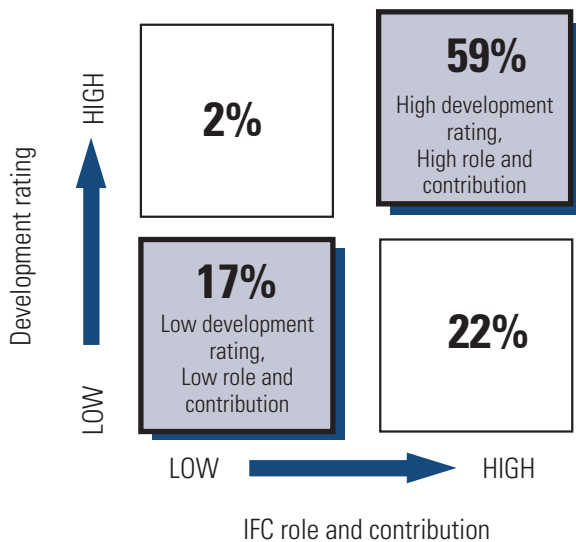 Development rating
HIGH
LOW
2%
59%
High development
rating,
High role and
contribution
17%
Low development
rating,
Low role and
contribution
22%
LOW
HIGH
IFC role and contribution